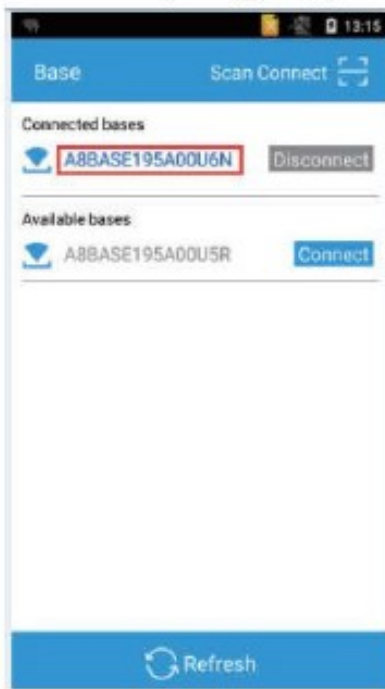 13:15
Base Scan Connect
Connected bases
A8BASE195A00U6N Disconnect
Available bases
A8BASE195A00U5R Connect
Refresh